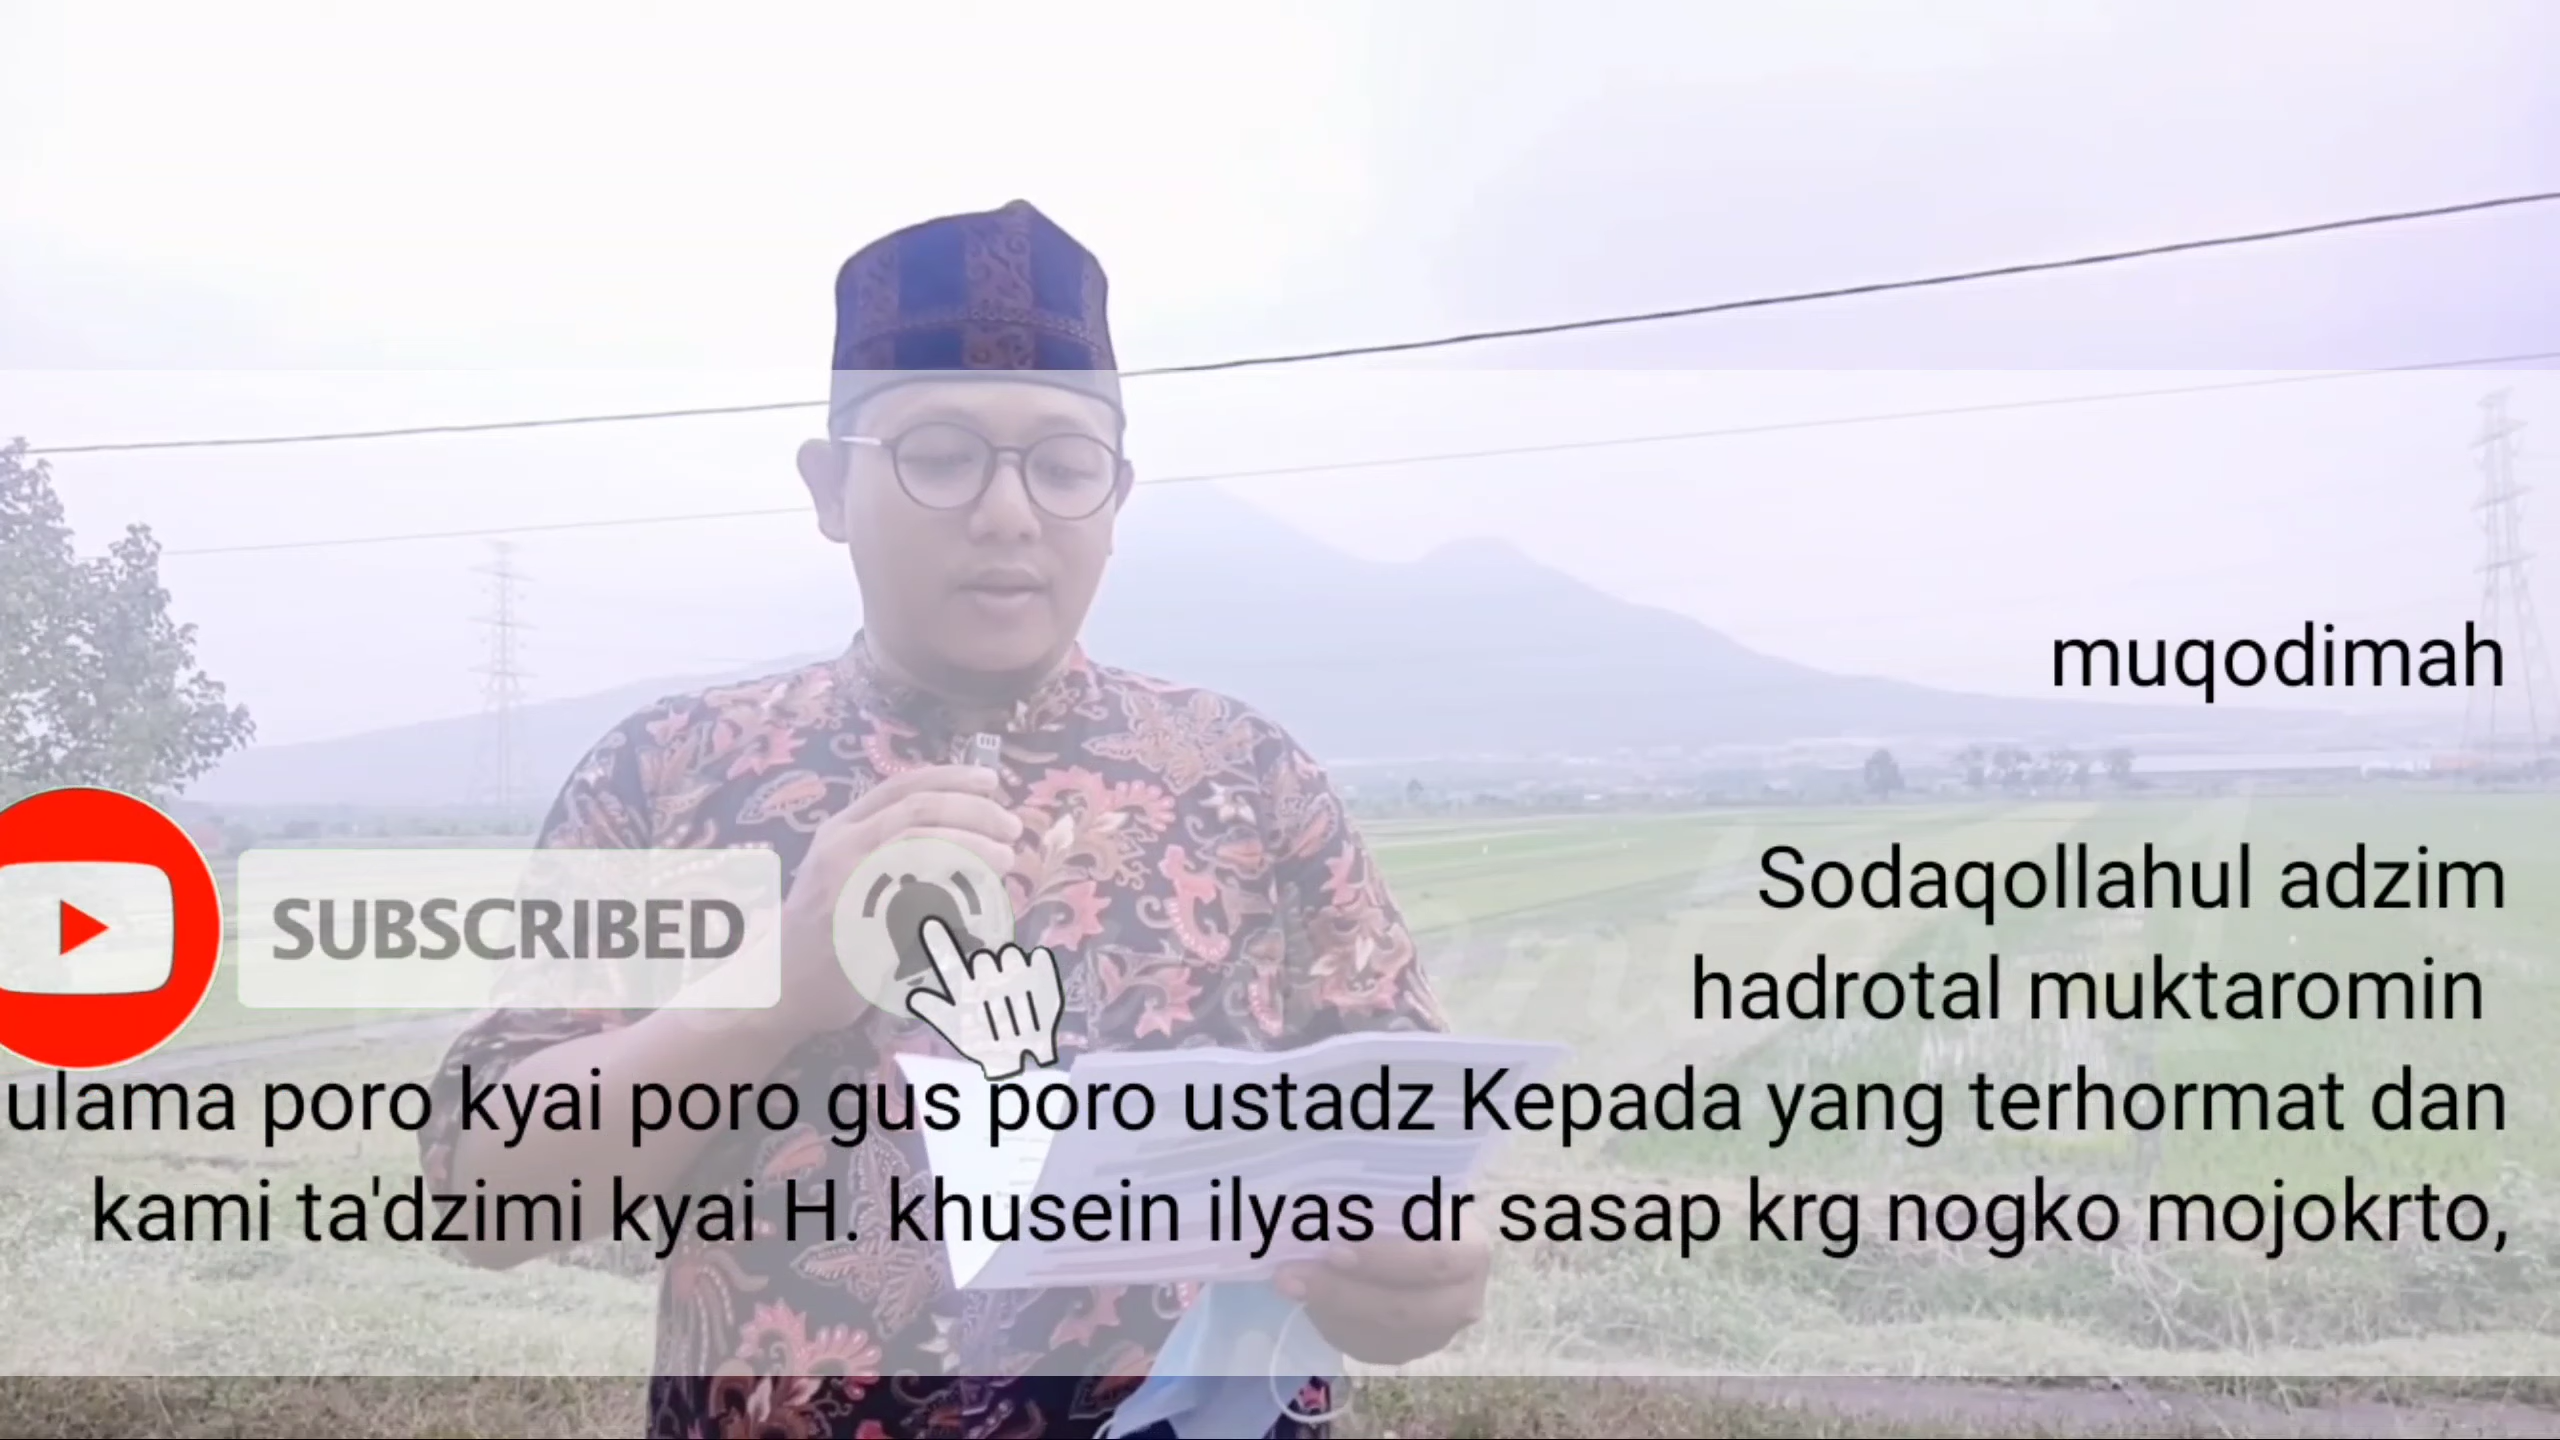 muqodimah
SUBSCRIBED
Sodaqollahul adzim
hadrotal muktaromin
ulama poro kyai poro gus poro ustadz Kepada yang terhormat dan
kami ta'dzimi kyai H. khusein ilyas dr sasap krg nogko mojokrto,